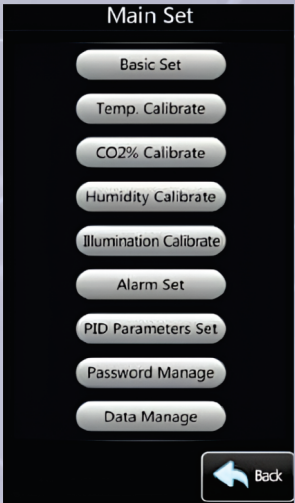 Main Set
Basic Set
Temp. Calibrate
CO2% Calibrate
Humidity Calibrate
Illumination Calibrate
Alarm Set
PID Parameters Set
Password Manage
Data Manage
Back